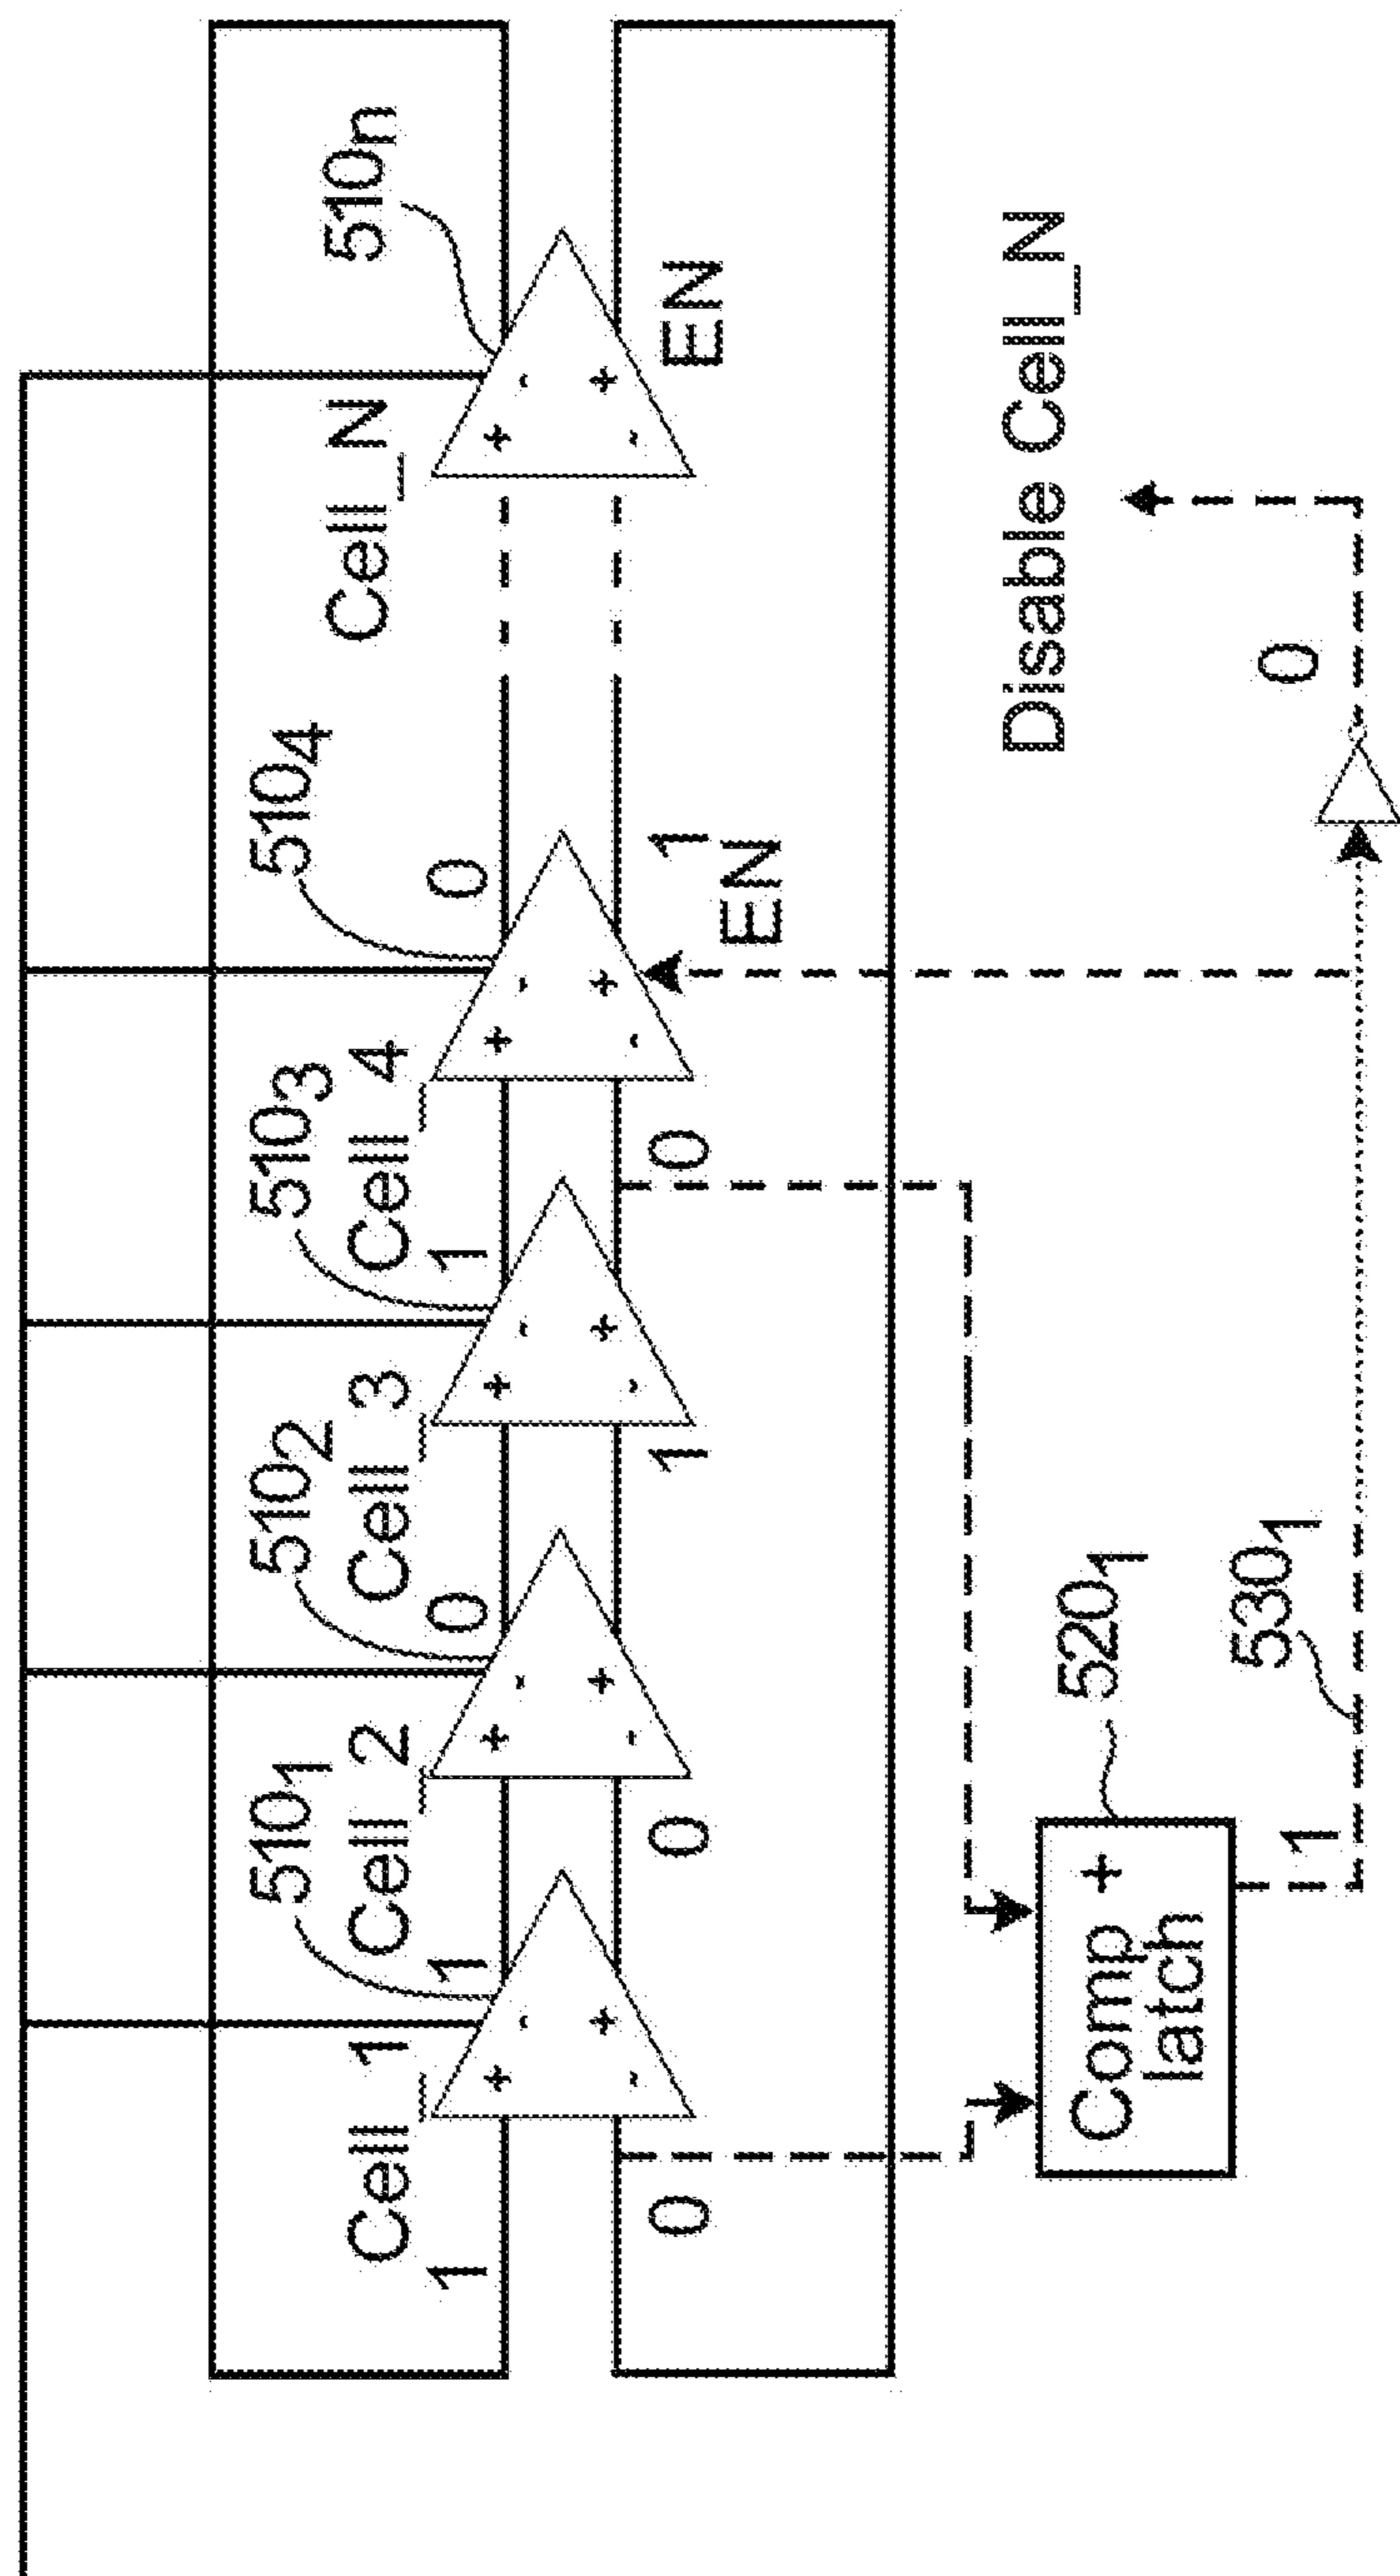 510₁
510₂
510₃
510₄
510ₙ
Cell_1
Cell_2
Cell_3
Cell_4
Cell_N
1
1
0
1
0
+ -
+ -
+ -
+ -
+ -
- +
- +
- +
- +
- +
0
0
1
0
1
EN
EN
Disable Cell_N
Comp +
latch
520₁
1
530₁
0